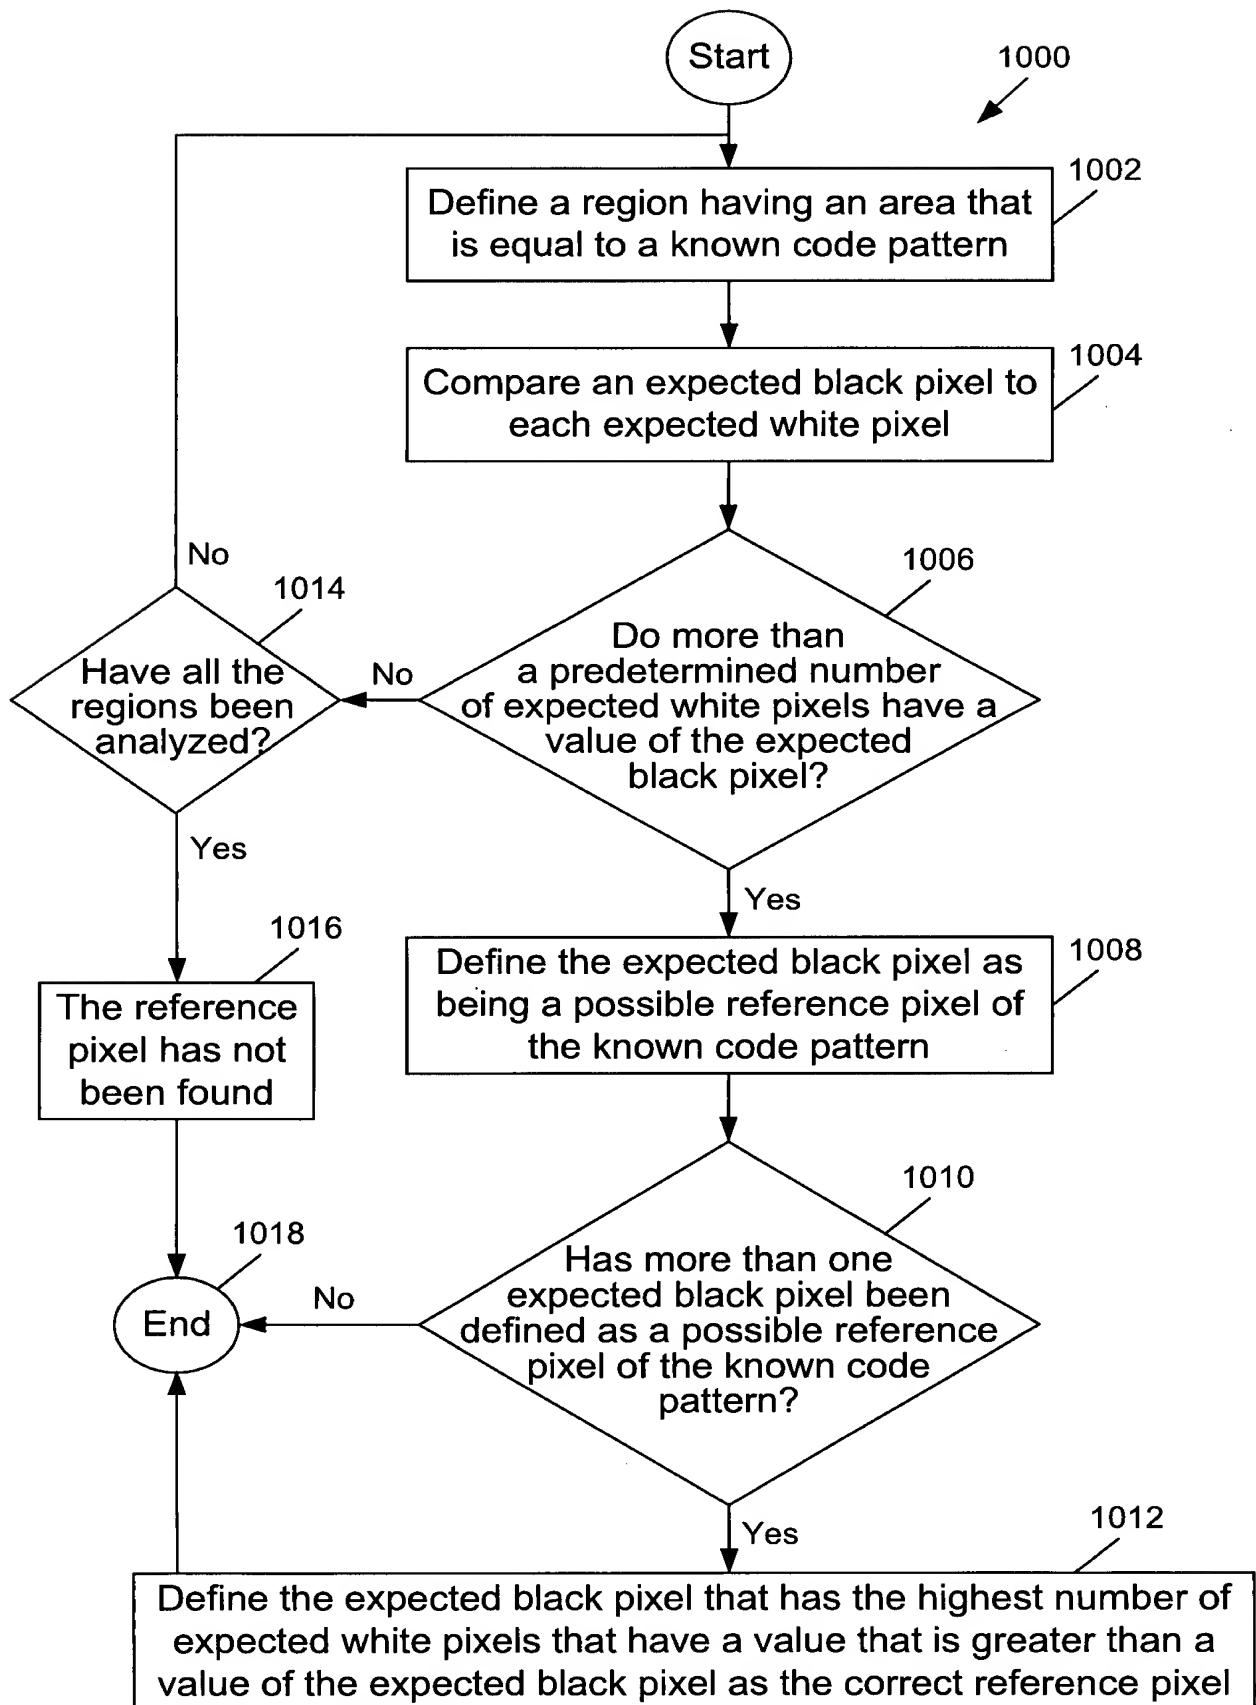 Start
1000
1002
Define a region having an area that
is equal to a known code pattern
1004
Compare an expected black pixel to
each expected white pixel
No
1006
1014
Do more than
a predetermined number
of expected white pixels have a
value of the expected
black pixel?
No
Have all the
regions been
analyzed?
Yes
Yes
1016
1008
The reference
pixel has not
been found
Define the expected black pixel as
being a possible reference pixel of
the known code pattern
1010
1018
Has more than one
expected black pixel been
defined as a possible reference
pixel of the known code
pattern?
No
End
Yes
1012
Define the expected black pixel that has the highest number of
expected white pixels that have a value that is greater than a
value of the expected black pixel as the correct reference pixel